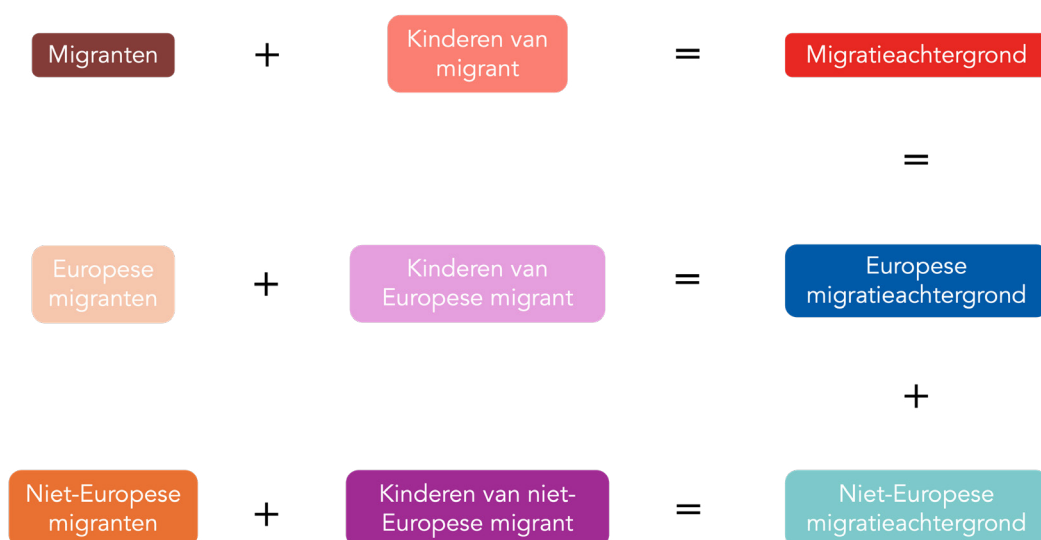 Migranten + Kinderen van = Migratieachtergrond
migrant
=
Europese + Kinderen van = Europese
migranten Europese migrant migratieachtergrond
+
Niet-Europese + Kinderen van niet- = Niet-Europese
migranten Europese migrant migratieachtergrond